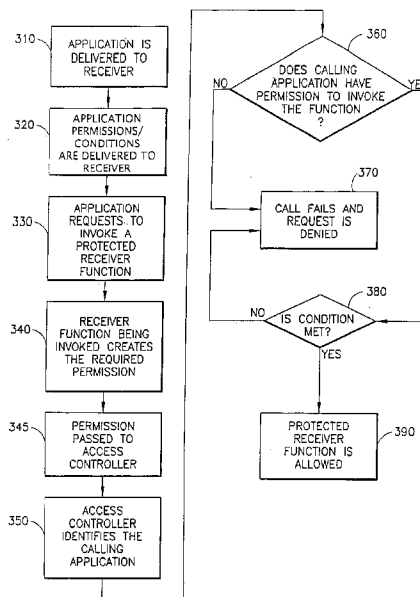 310
APPLICATION IS
DELIVERED TO
RECEIVER
320
APPLICATION
PERMISSIONS/
CONDITIONS
ARE DELIVERED TO
RECEIVER
330
APPLICATION
REQUESTS TO
INVOKE A
PROTECTED
RECEIVER
FUNCTION
340
RECEIVER
FUNCTION BEING
INVOKED CREATES
THE REQUIRED
PERMISSION
345
PERMISSION
PASSED TO
ACCESS
CONTROLLER
350
ACCESS
CONTROLLER
IDENTIFIES THE
CALLING
APPLICATION
360
NO
DOES CALLING
APPLICATION HAVE
PERMISSION TO INVOKE
THE FUNCTION
?
YES
370
CALL FAILS AND
REQUEST IS
DENIED
380
NO
IS CONDITION
MET?
YES
390
PROTECTED
RECEIVER
FUNCTION IS
ALLOWED